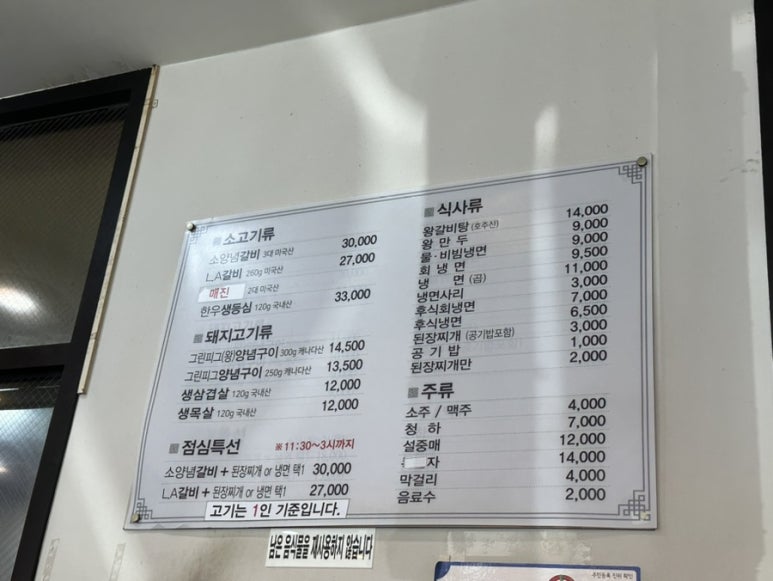 소고기류
소양념갈비 3대 미국산 30,000
LA갈비 260g 미국산 27,000
매진 2대 미국산
한우생등심 120g 국내산 33,000
돼지고기류
그린피그(왕)양념구이 300g 캐나다산 14,500
그린피그양념구이 250g 캐나다산 13,500
생삼겹살 120g 국내산 12,000
생목살 120g 국내산 12,000
점심특선 ※11:30~3시까지
소양념갈비 + 된장찌개 or 냉면 택1 30,000
LA갈비 + 된장찌개 or 냉면 택1 27,000
고기는 1인 기준입니다.
식사류
왕갈비탕 (호주산) 14,000
왕만두 9,000
물·비빔냉면 9,000
회냉면 9,500
냉면 (곱) 11,000
냉면사리 3,000
후식회냉면 7,000
후식냉면 6,500
된장찌개 (공기밥포함) 3,000
공기밥 1,000
된장찌개만 2,000
주류
소주 / 맥주 4,000
청하 7,000
설중매 12,000
자 14,000
막걸리 4,000
음료수 2,000
남은 음식물을 재사용하지 않습니다